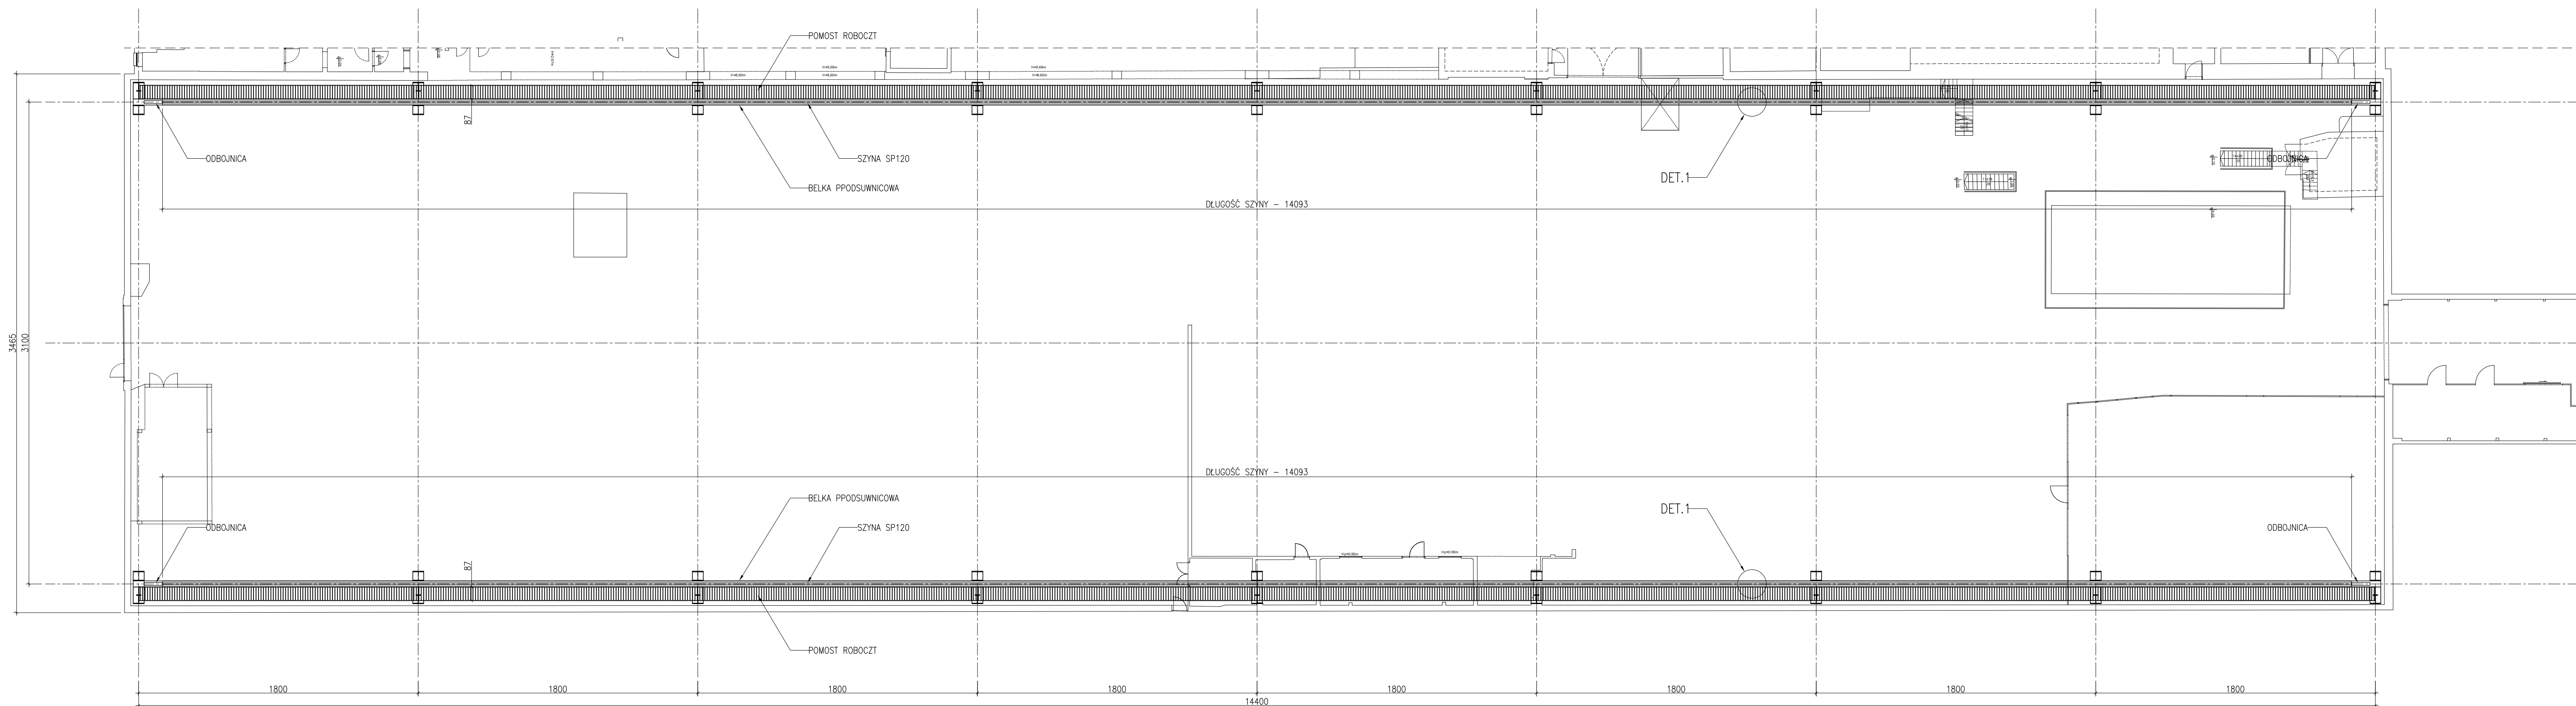 POMOST ROBOCZT
87
ODBOJNICA
SZYNA SP120
BELKA PPODSUWNICOWA
DET.1
ODBOJNICA
DŁUGOŚĆ SZYNY - 14093
3465
3100
DŁUGOŚĆ SZYNY - 14093
BELKA PPODSUWNICOWA
DET.1
ODBOJNICA
SZYNA SP120
ODBOJNICA
87
POMOST ROBOCZT
1800
1800
1800
1800
1800
1800
1800
1800
14400